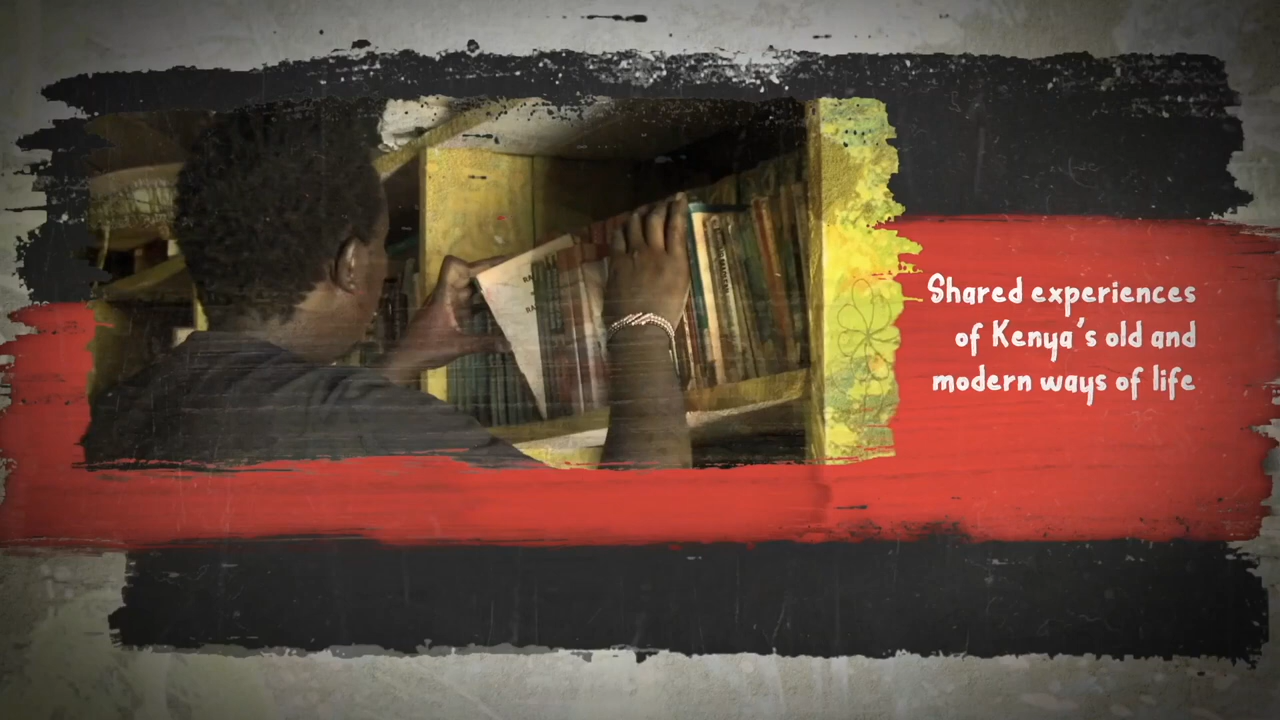 Shared experiences
of Kenya's old and
modern ways of life